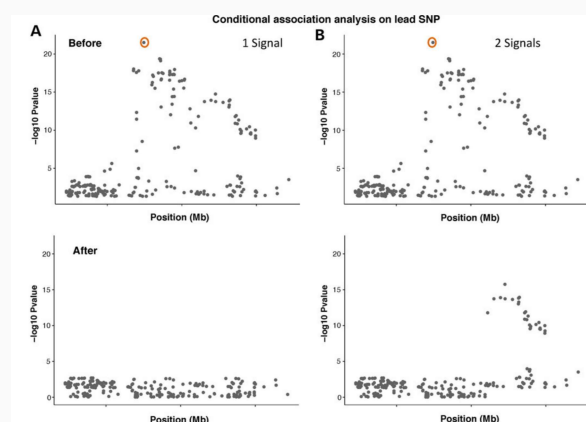 Conditional association analysis on lead SNP
A
Before
1 Signal
−log10 Pvalue
20
15
10
5
Position (Mb)
B
2 Signals
−log10 Pvalue
20
15
10
5
Position (Mb)
After
−log10 Pvalue
20
15
10
5
0
Position (Mb)
−log10 Pvalue
20
15
10
5
0
Position (Mb)